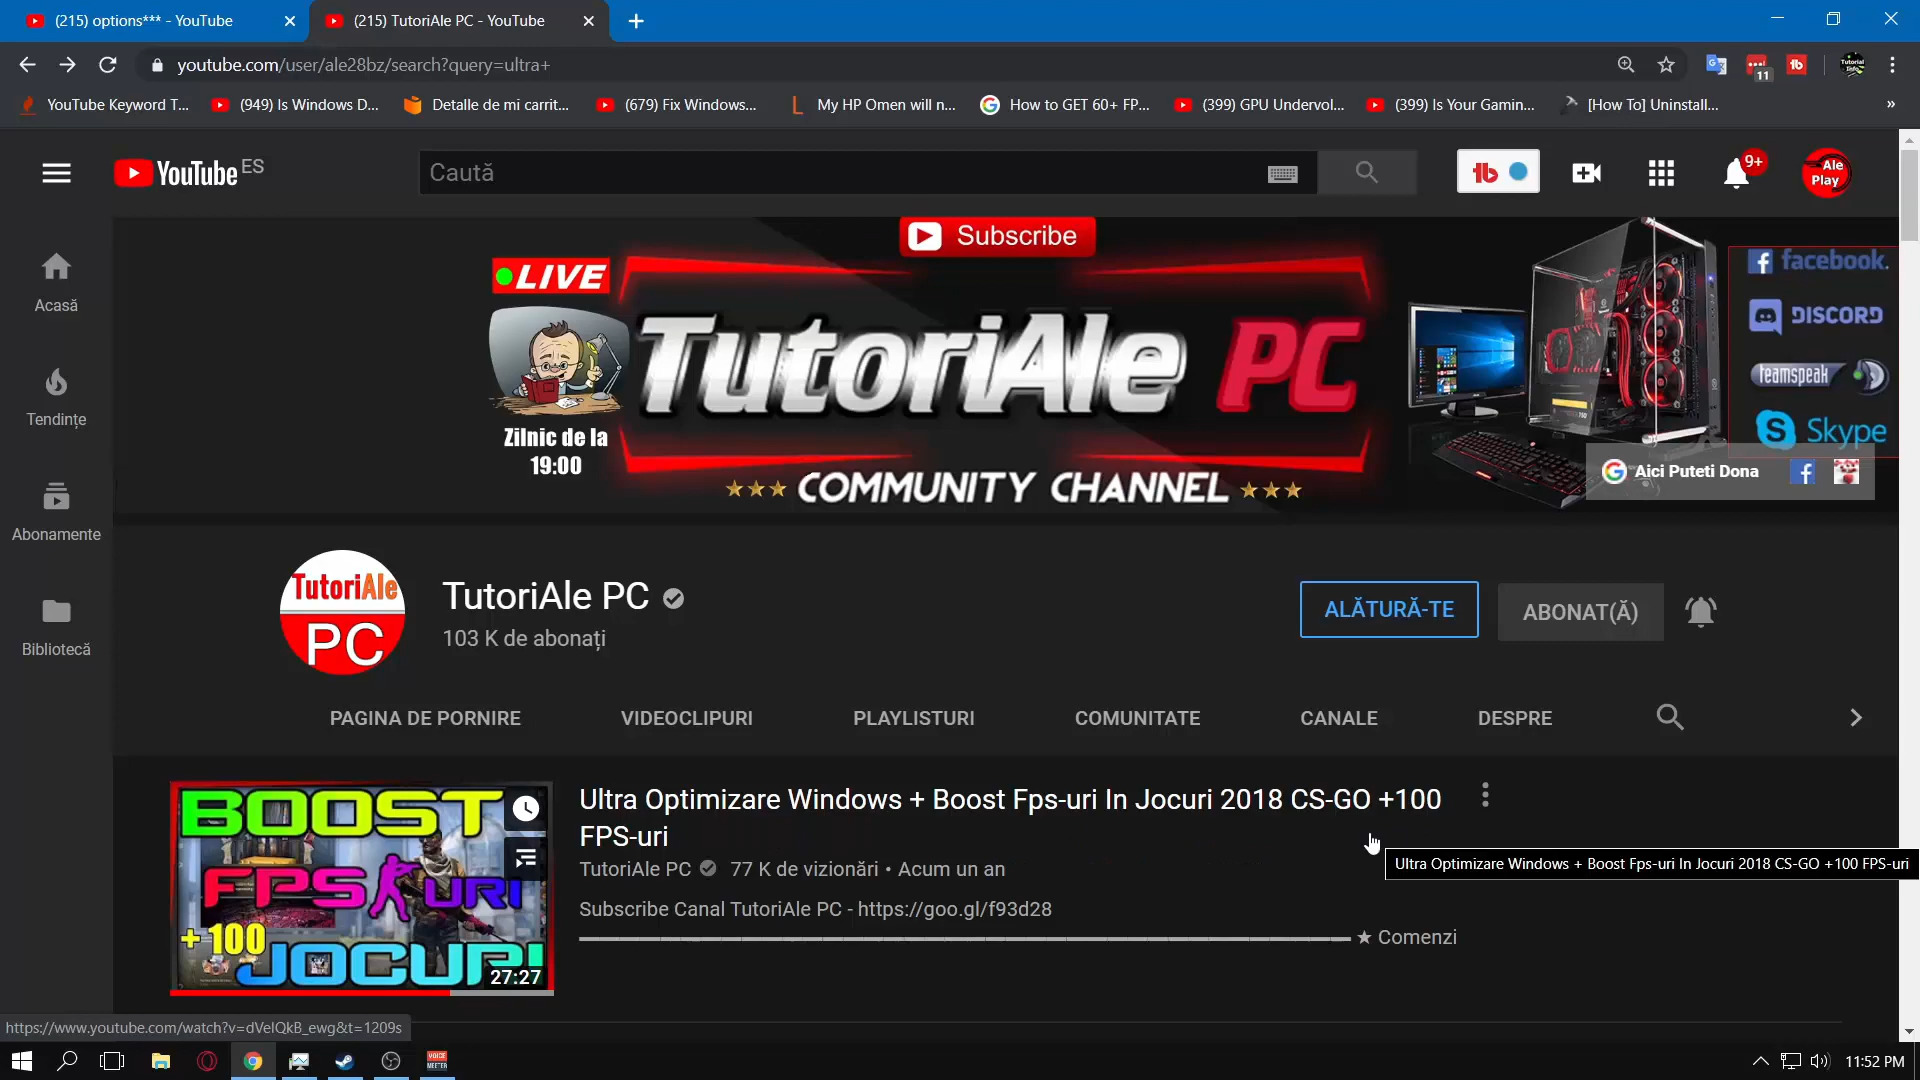 (215) options*** - YouTube
(215) TutoriAle PC - YouTube
youtube.com/user/ale28bz/search?query=ultra+
11
YouTube Keyword T...
(949) Is Windows D...
Detalle de mi carrit...
(679) Fix Windows...
My HP Omen will n...
How to GET 60+ FP...
(399) GPU Undervol...
(399) Is Your Gamin...
[How To] Uninstall...
»
YouTube ES
Caută
tb
9+
Ale
Play
Subscribe
LIVE
TutoriAle PC
Zilnic de la
19:00
COMMUNITY CHANNEL
facebook.
DISCORD
teamspeak
Skype
Aici Puteti Dona
Acasă
Tendințe
Abonamente
Bibliotecă
TutoriAle
PC
TutoriAle PC
103 K de abonați
ALĂTURĂ-TE
ABONAT(Ă)
PAGINA DE PORNIRE
VIDEOCLIPURI
PLAYLISTURI
COMUNITATE
CANALE
DESPRE
BOOST
FPS URI
+100
JOCURI
27:27
Ultra Optimizare Windows + Boost Fps-uri In Jocuri 2018 CS-GO +100
FPS-uri
TutoriAle PC 77 K de vizionări • Acum un an
Subscribe Canal TutoriAle PC - https://goo.gl/f93d28
★ Comenzi
Ultra Optimizare Windows + Boost Fps-uri In Jocuri 2018 CS-GO +100 FPS-uri
https://www.youtube.com/watch?v=dVelQkB_ewg&t=1209s
VOICE
MEETER
11:52 PM